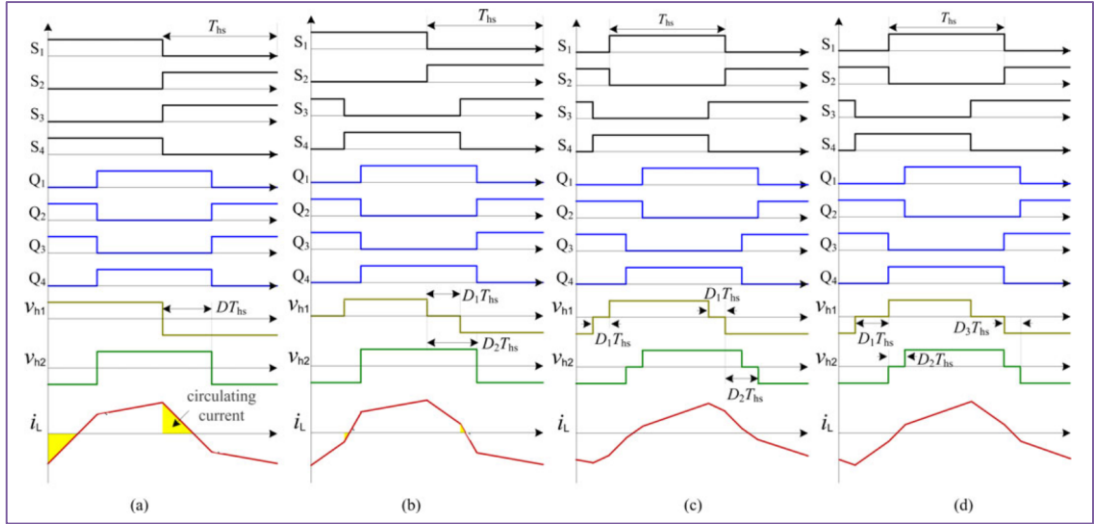 T_hs
S_1
S_2
S_3
S_4
Q_1
Q_2
Q_3
Q_4
v_h1
DT_hs
v_h2
circulating
current
i_L
(a)
T_hs
S_1
S_2
S_3
S_4
Q_1
Q_2
Q_3
Q_4
v_h1
D_1T_hs
D_2T_hs
v_h2
i_L
(b)
T_hs
S_1
S_2
S_3
S_4
Q_1
Q_2
Q_3
Q_4
D_1T_hs
v_h1
D_1T_hs
v_h2
D_2T_hs
i_L
(c)
T_hs
S_1
S_2
S_3
S_4
Q_1
Q_2
Q_3
Q_4
v_h1
D_1T_hs
D_3T_hs
v_h2
D_2T_hs
i_L
(d)